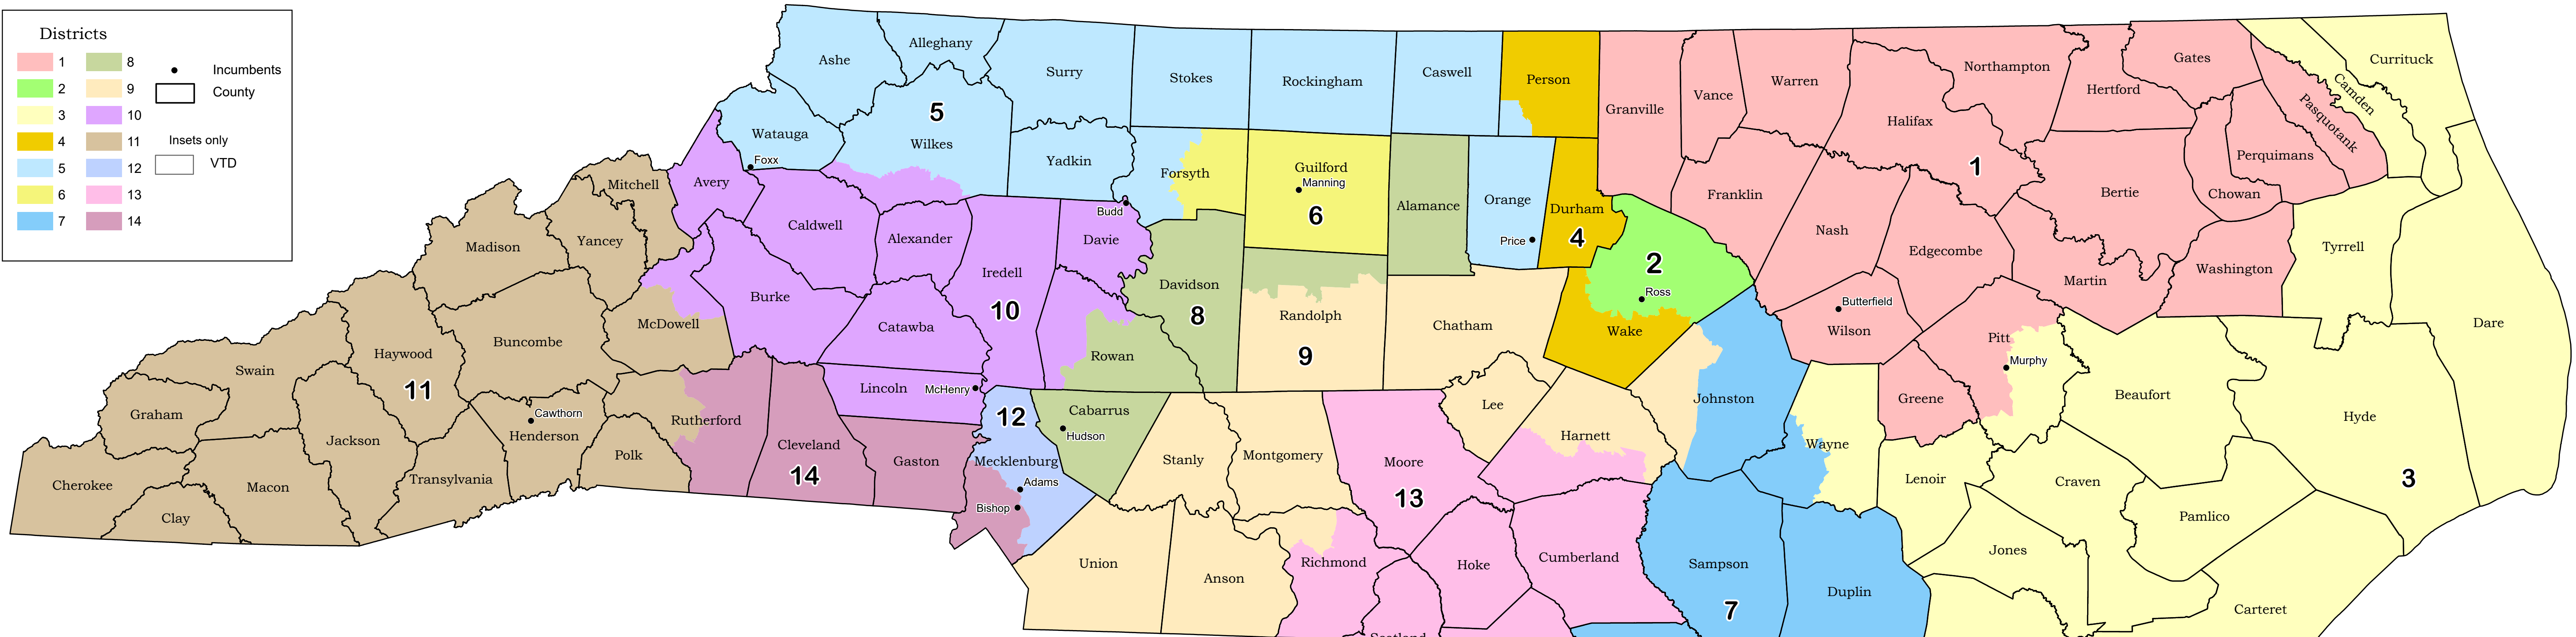 Districts
1
8
Incumbents
2
9
County
3
10
4
11
Insets only
5
12
VTD
6
13
7
14
Ashe
Alleghany
Surry
Stokes
Rockingham
Caswell
Person
Granville
Vance
Warren
Northampton
Hertford
Gates
Camden
Currituck
Pasquotank
Perquimans
Chowan
Halifax
1
Bertie
Watauga
Foxx
5
Wilkes
Yadkin
Forsyth
Guilford
Manning
6
Alamance
Orange
Price
Durham
4
Franklin
Nash
Edgecombe
Martin
Washington
Tyrrell
Dare
Mitchell
Avery
Yancey
Madison
Caldwell
Alexander
Iredell
10
Davie
Budd
Davidson
8
Randolph
9
Chatham
2
Ross
Wake
Butterfield
Wilson
Pitt
Murphy
Greene
Beaufort
Hyde
3
Burke
McDowell
Catawba
Rowan
Buncombe
Haywood
11
Swain
Graham
Lincoln
McHenry
12
Cabarrus
Hudson
Lee
Harnett
Johnston
Wayne
Cawthorn
Henderson
Rutherford
Cleveland
14
Gaston
Mecklenburg
Adams
Bishop
Stanly
Montgomery
Moore
13
Lenoir
Craven
Pamlico
Jackson
Polk
Transylvania
Cherokee
Macon
Clay
Union
Anson
Richmond
Hoke
Cumberland
Sampson
7
Duplin
Jones
Carteret
Scotland